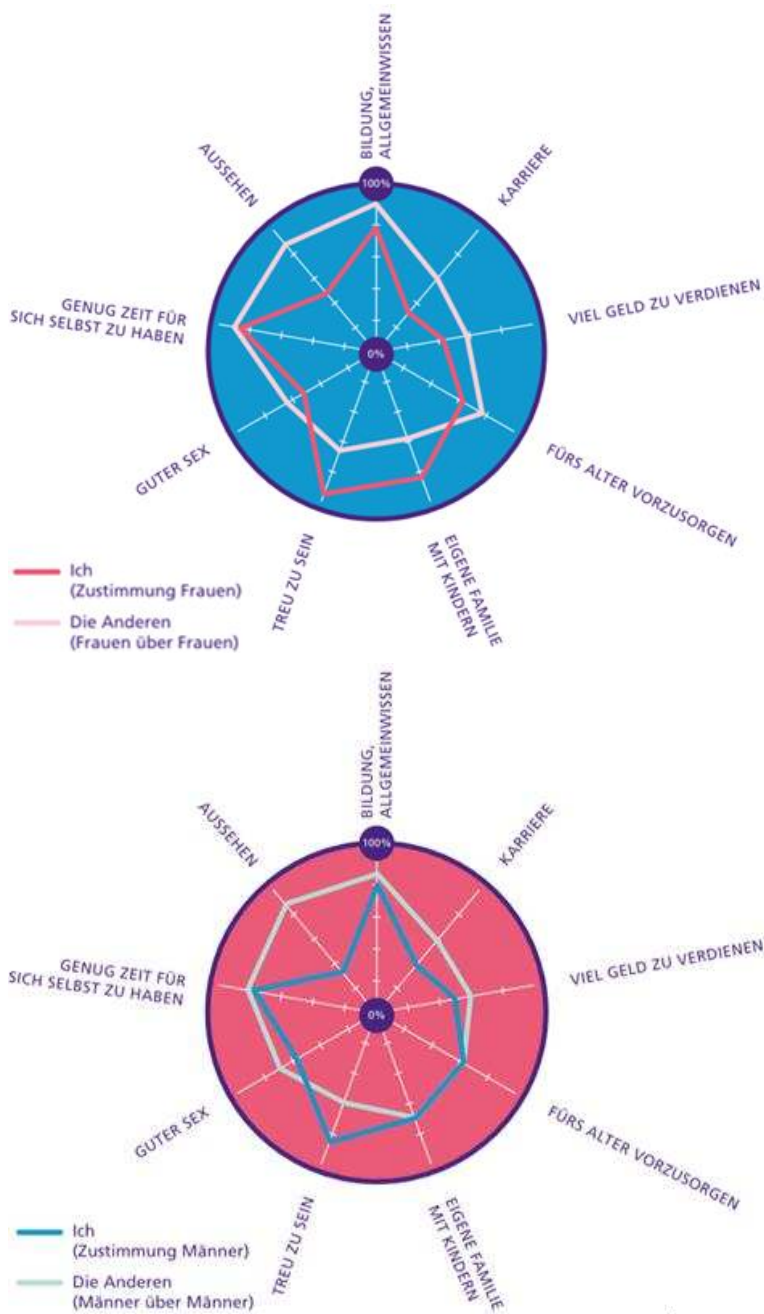 BILDUNG,
ALLGEMEINWISSEN
AUSSEHEN
KARRIERE
100%
GENUG ZEIT FÜR
SICH SELBST ZU HABEN
VIEL GELD ZU VERDIENEN
0%
GUTER SEX
FÜRS ALTER VORZUSORGEN
TREU ZU SEIN
EIGENE FAMILIE
MIT KINDERN
Ich
(Zustimmung Frauen)
Die Anderen
(Frauen über Frauen)
BILDUNG,
ALLGEMEINWISSEN
AUSSEHEN
KARRIERE
100%
GENUG ZEIT FÜR
SICH SELBST ZU HABEN
VIEL GELD ZU VERDIENEN
0%
GUTER SEX
FÜRS ALTER VORZUSORGEN
TREU ZU SEIN
EIGENE FAMILIE
MIT KINDERN
Ich
(Zustimmung Männer)
Die Anderen
(Männer über Männer)